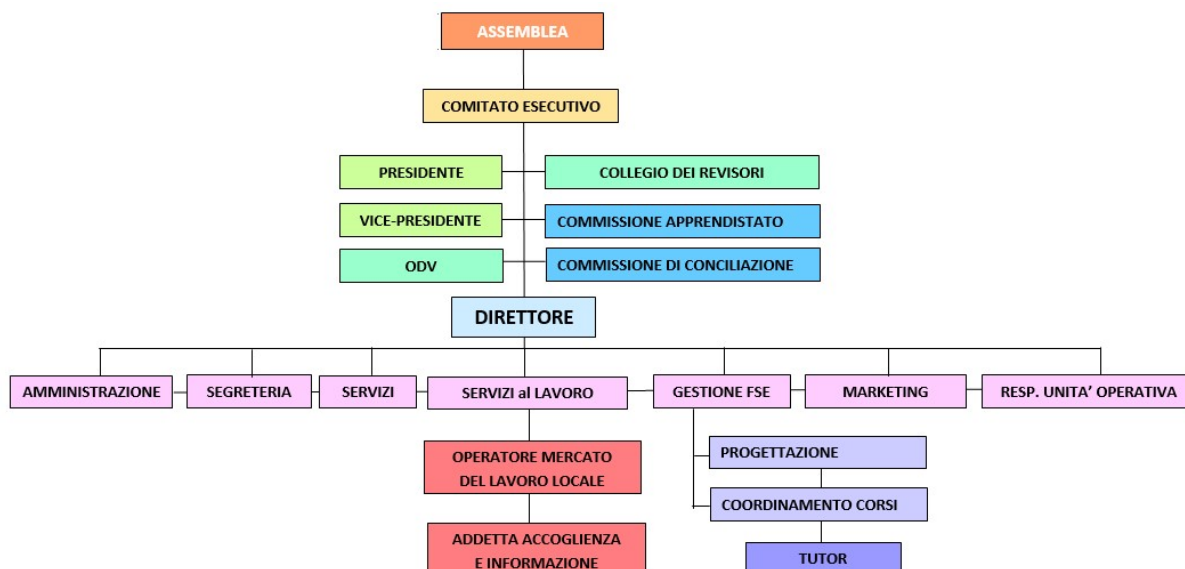 ASSEMBLEA
COMITATO ESECUTIVO
PRESIDENTE
COLLEGIO DEI REVISORI
VICE-PRESIDENTE
COMMISSIONE APPRENDISTATO
ODV
COMMISSIONE DI CONCILIAZIONE
DIRETTORE
AMMINISTRAZIONE
SEGRETERIA
SERVIZI
SERVIZI al LAVORO
GESTIONE FSE
MARKETING
RESP. UNITA’ OPERATIVA
OPERATORE MERCATO
DEL LAVORO LOCALE
PROGETTAZIONE
COORDINAMENTO CORSI
ADDETTA ACCOGLIENZA
E INFORMAZIONE
TUTOR